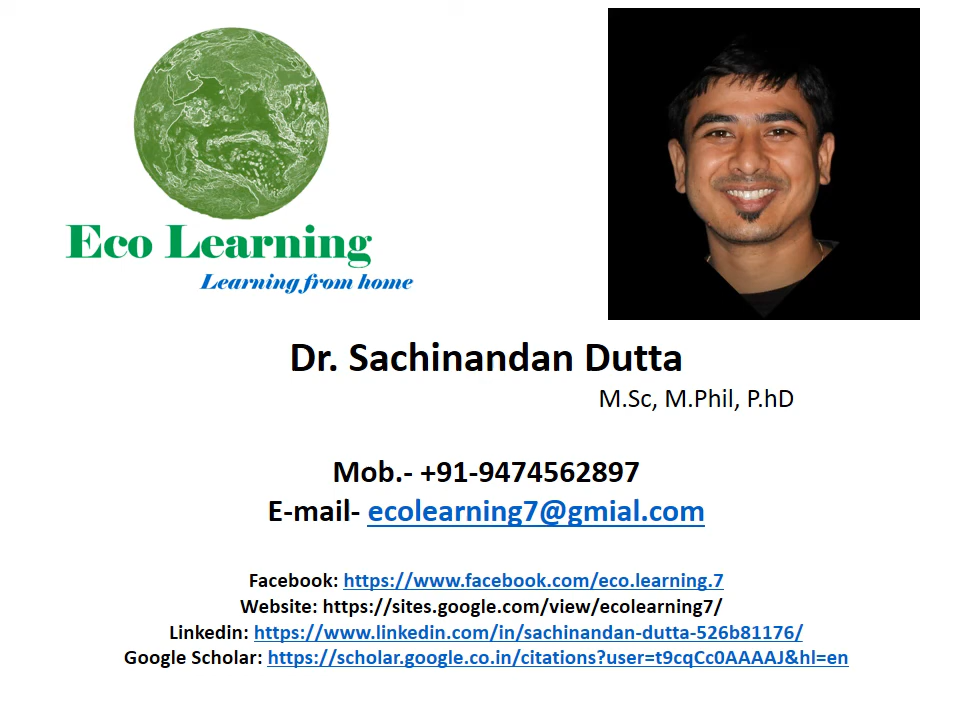 Eco Learning
Learning from home
Dr. Sachinandan Dutta
M.Sc, M.Phil, P.hD
Mob.- +91-9474562897
E-mail- ecolearning7@gmial.com
Facebook: https://www.facebook.com/eco.learning.7
Website: https://sites.google.com/view/ecolearning7/
Linkedin: https://www.linkedin.com/in/sachinandan-dutta-526b81176/
Google Scholar: https://scholar.google.co.in/citations?user=t9cqCc0AAAAJ&hl=en